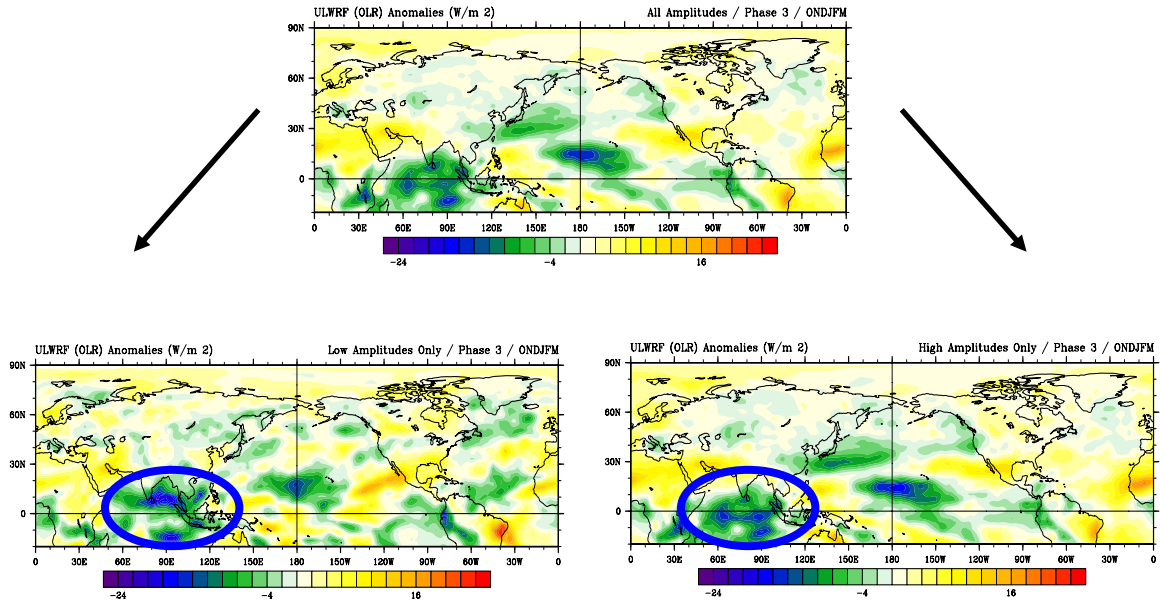 ULWRF (OLR) Anomalies (W/m 2) All Amplitudes / Phase 3 / ONDJFM
90N
60N
30N
0
0 30E 60E 90E 120E 150E 180 150W 120W 90W 60W 30W 0
-24 -4 16
ULWRF (OLR) Anomalies (W/m 2) Low Amplitudes Only / Phase 3 / ONDJFM
90N
60N
30N
0
0 30E 60E 90E 120E 150E 180 150W 120W 90W 60W 30W 0
-24 -4 16
ULWRF (OLR) Anomalies (W/m 2) High Amplitudes Only / Phase 3 / ONDJFM
90N
60N
30N
0
0 30E 60E 90E 120E 150E 180 150W 120W 90W 60W 30W 0
-24 -4 16